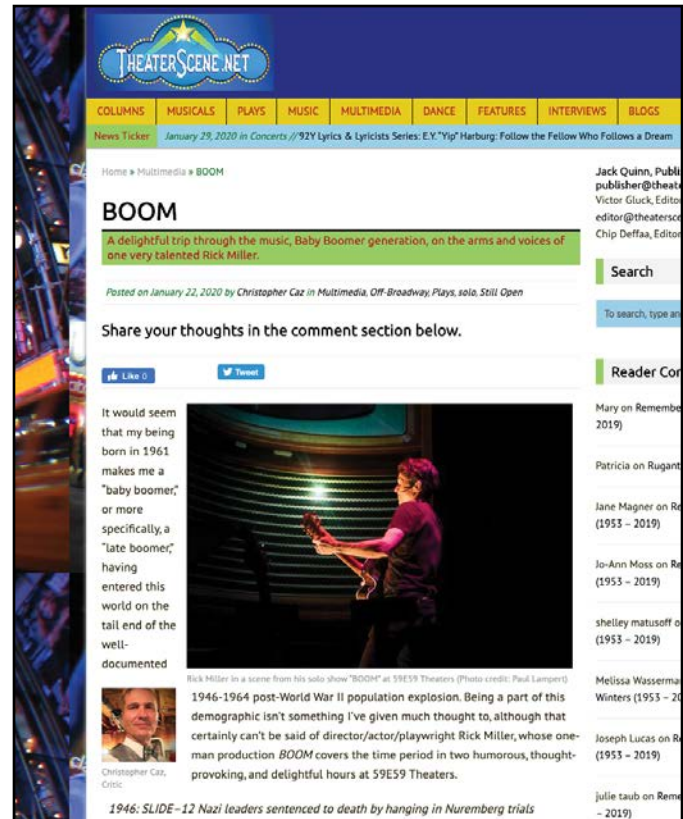 THEATERSCENE.NET
COLUMNS MUSICALS PLAYS MUSIC MULTIMEDIA DANCE FEATURES INTERVIEWS BLOGS
News Ticker January 29, 2020 in Concerts // '92Y Lyrics & Lyricists Series: E.Y. "Yip" Harburg: Follow the Fellow Who Follows a Dream
Home » Multimedia » BOOM
BOOM
A delightful trip through the music, Baby Boomer generation, on the arms and voices of
one very talented Rick Miller.
Posted on January 22, 2020 by Christopher Caz in Multimedia, Off-Broadway, Plays, solo, Still Open
Share your thoughts in the comment section below.
Like 0
Tweet
It would seem
that my being
born in 1961
makes me a
"baby boomer,"
or more
specifically, a
"late boomer,"
having
entered this
world on the
tail end of the
well-
documented
Rick Miller in a scene from his solo show "BOOM" at 59E59 Theaters (Photo credit: Paul Lampert)
Christopher Caz,
Critic
1946-1964 post-World War II population explosion. Being a part of this
demographic isn't something I've given much thought to, although that
certainly can't be said of director/actor/playwright Rick Miller, whose one-
man production BOOM covers the time period in two humorous, thought-
provoking, and delightful hours at 59E59 Theaters.
1946: SLIDE–12 Nazi leaders sentenced to death by hanging in Nuremberg trials
Jack Quinn, Publi
publisher@theat
Victor Gluck, Edito
editor@theatersce
Chip Deffaa, Editor
Search
To search, type an
Reader Cor
Mary on Remembe
2019)
Patricia on Rugant
Jane Magner on Re
(1953 – 2019)
Jo-Ann Moss on Re
(1953 – 2019)
shelley matusoff o
(1953 – 2019)
Melissa Wasserma
Winters (1953 – 20
Joseph Lucas on R
(1953 – 2019)
julie taub on Reme
– 2019)